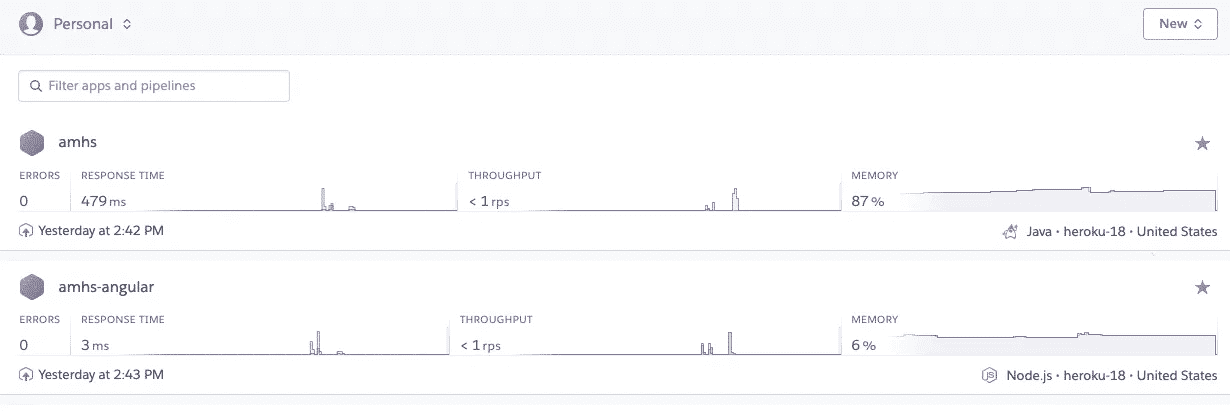 Personal
New
Filter apps and pipelines
amhs
ERRORS RESPONSE TIME THROUGHPUT MEMORY
0 479 ms < 1 rps 87 %
Yesterday at 2:42 PM Java • heroku-18 • United States
amhs-angular
ERRORS RESPONSE TIME THROUGHPUT MEMORY
0 3 ms < 1 rps 6 %
Yesterday at 2:43 PM Node.js • heroku-18 • United States